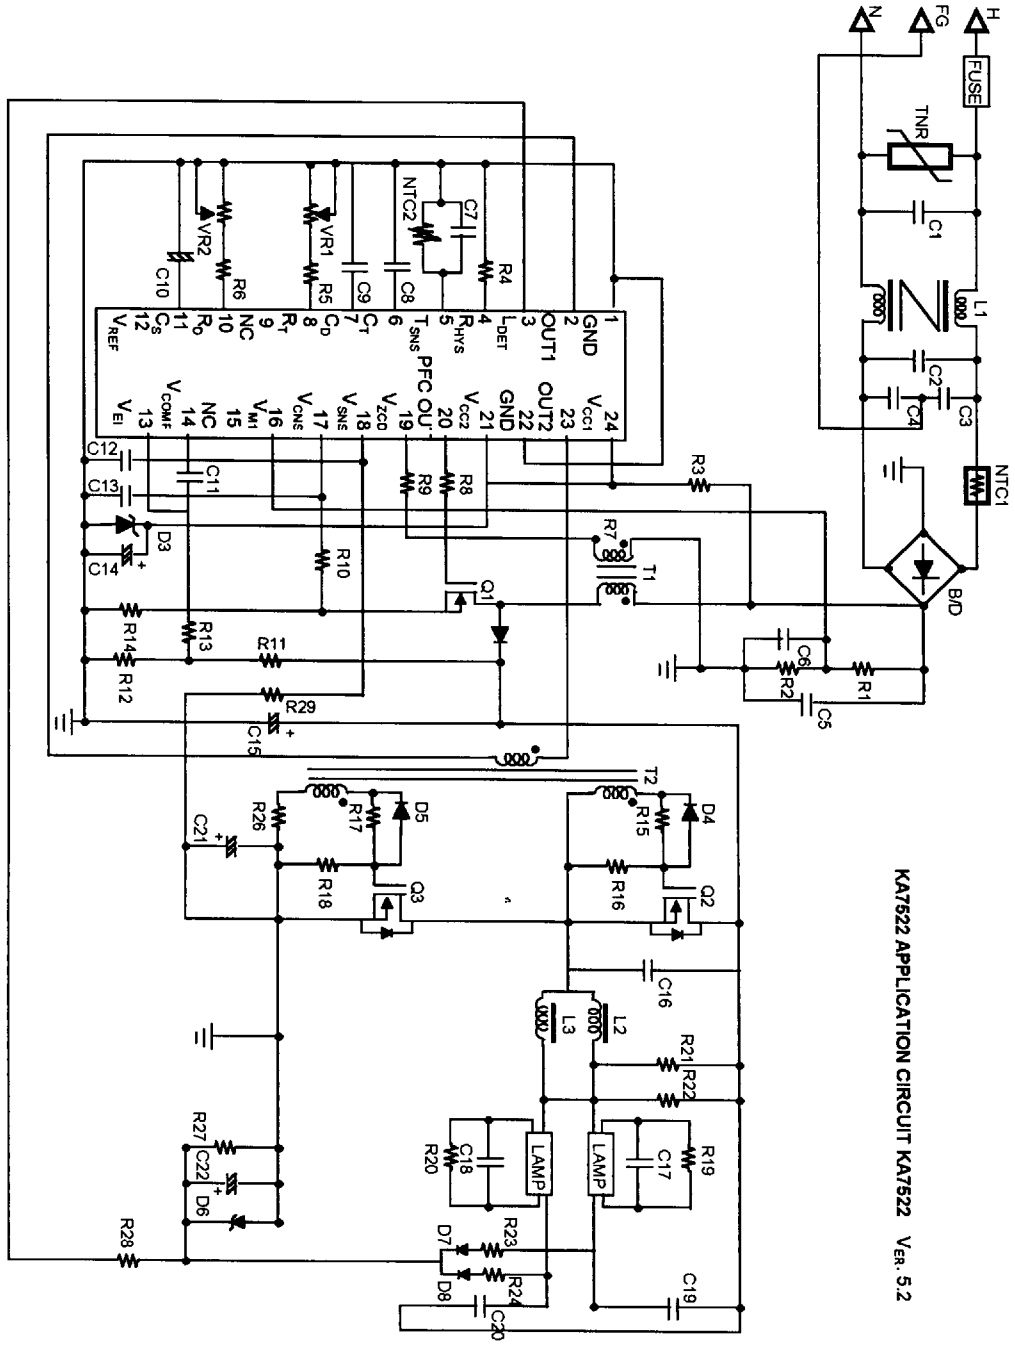 KA7522 APPLICATION CIRCUIT KA7522 VER. 5.2
H
FG
N
FUSE
TNR
C1
L1
C2
C3
C4
NTC1
B/D
R1
R2
C6
C5
R3
R7
T1
Q1
NTC2
C7
R4
C8
C9
VR1
R5
VR2
R6
C10
1 GND
2 OUT1
3 LDET
4 RHYS
5 TSNS
6 CT
7 CD
8 RT
9 NC
10 RD
11 CS
12 VREF
VCC1 24
OUT2 23
GND 22
VCC2 21
PFC OU 20
VZCD 19
VSNS 18
VCNS 17
VM1 16
NC 15
VCOMF 14
VEI 13
R8
R9
C11
C12
C13
D3
C14 +
R10
R14
R13
R12
R11
R29
C15 +
T2
D4
R15
R16
Q2
D5
R17
R18
Q3
R26
C21 +
C16
L2
L3
R21
R22
R19
C17
LAMP
LAMP
C18
R20
R23
R24
D7
D8
C19
C20
R27
C22 +
D6
R28